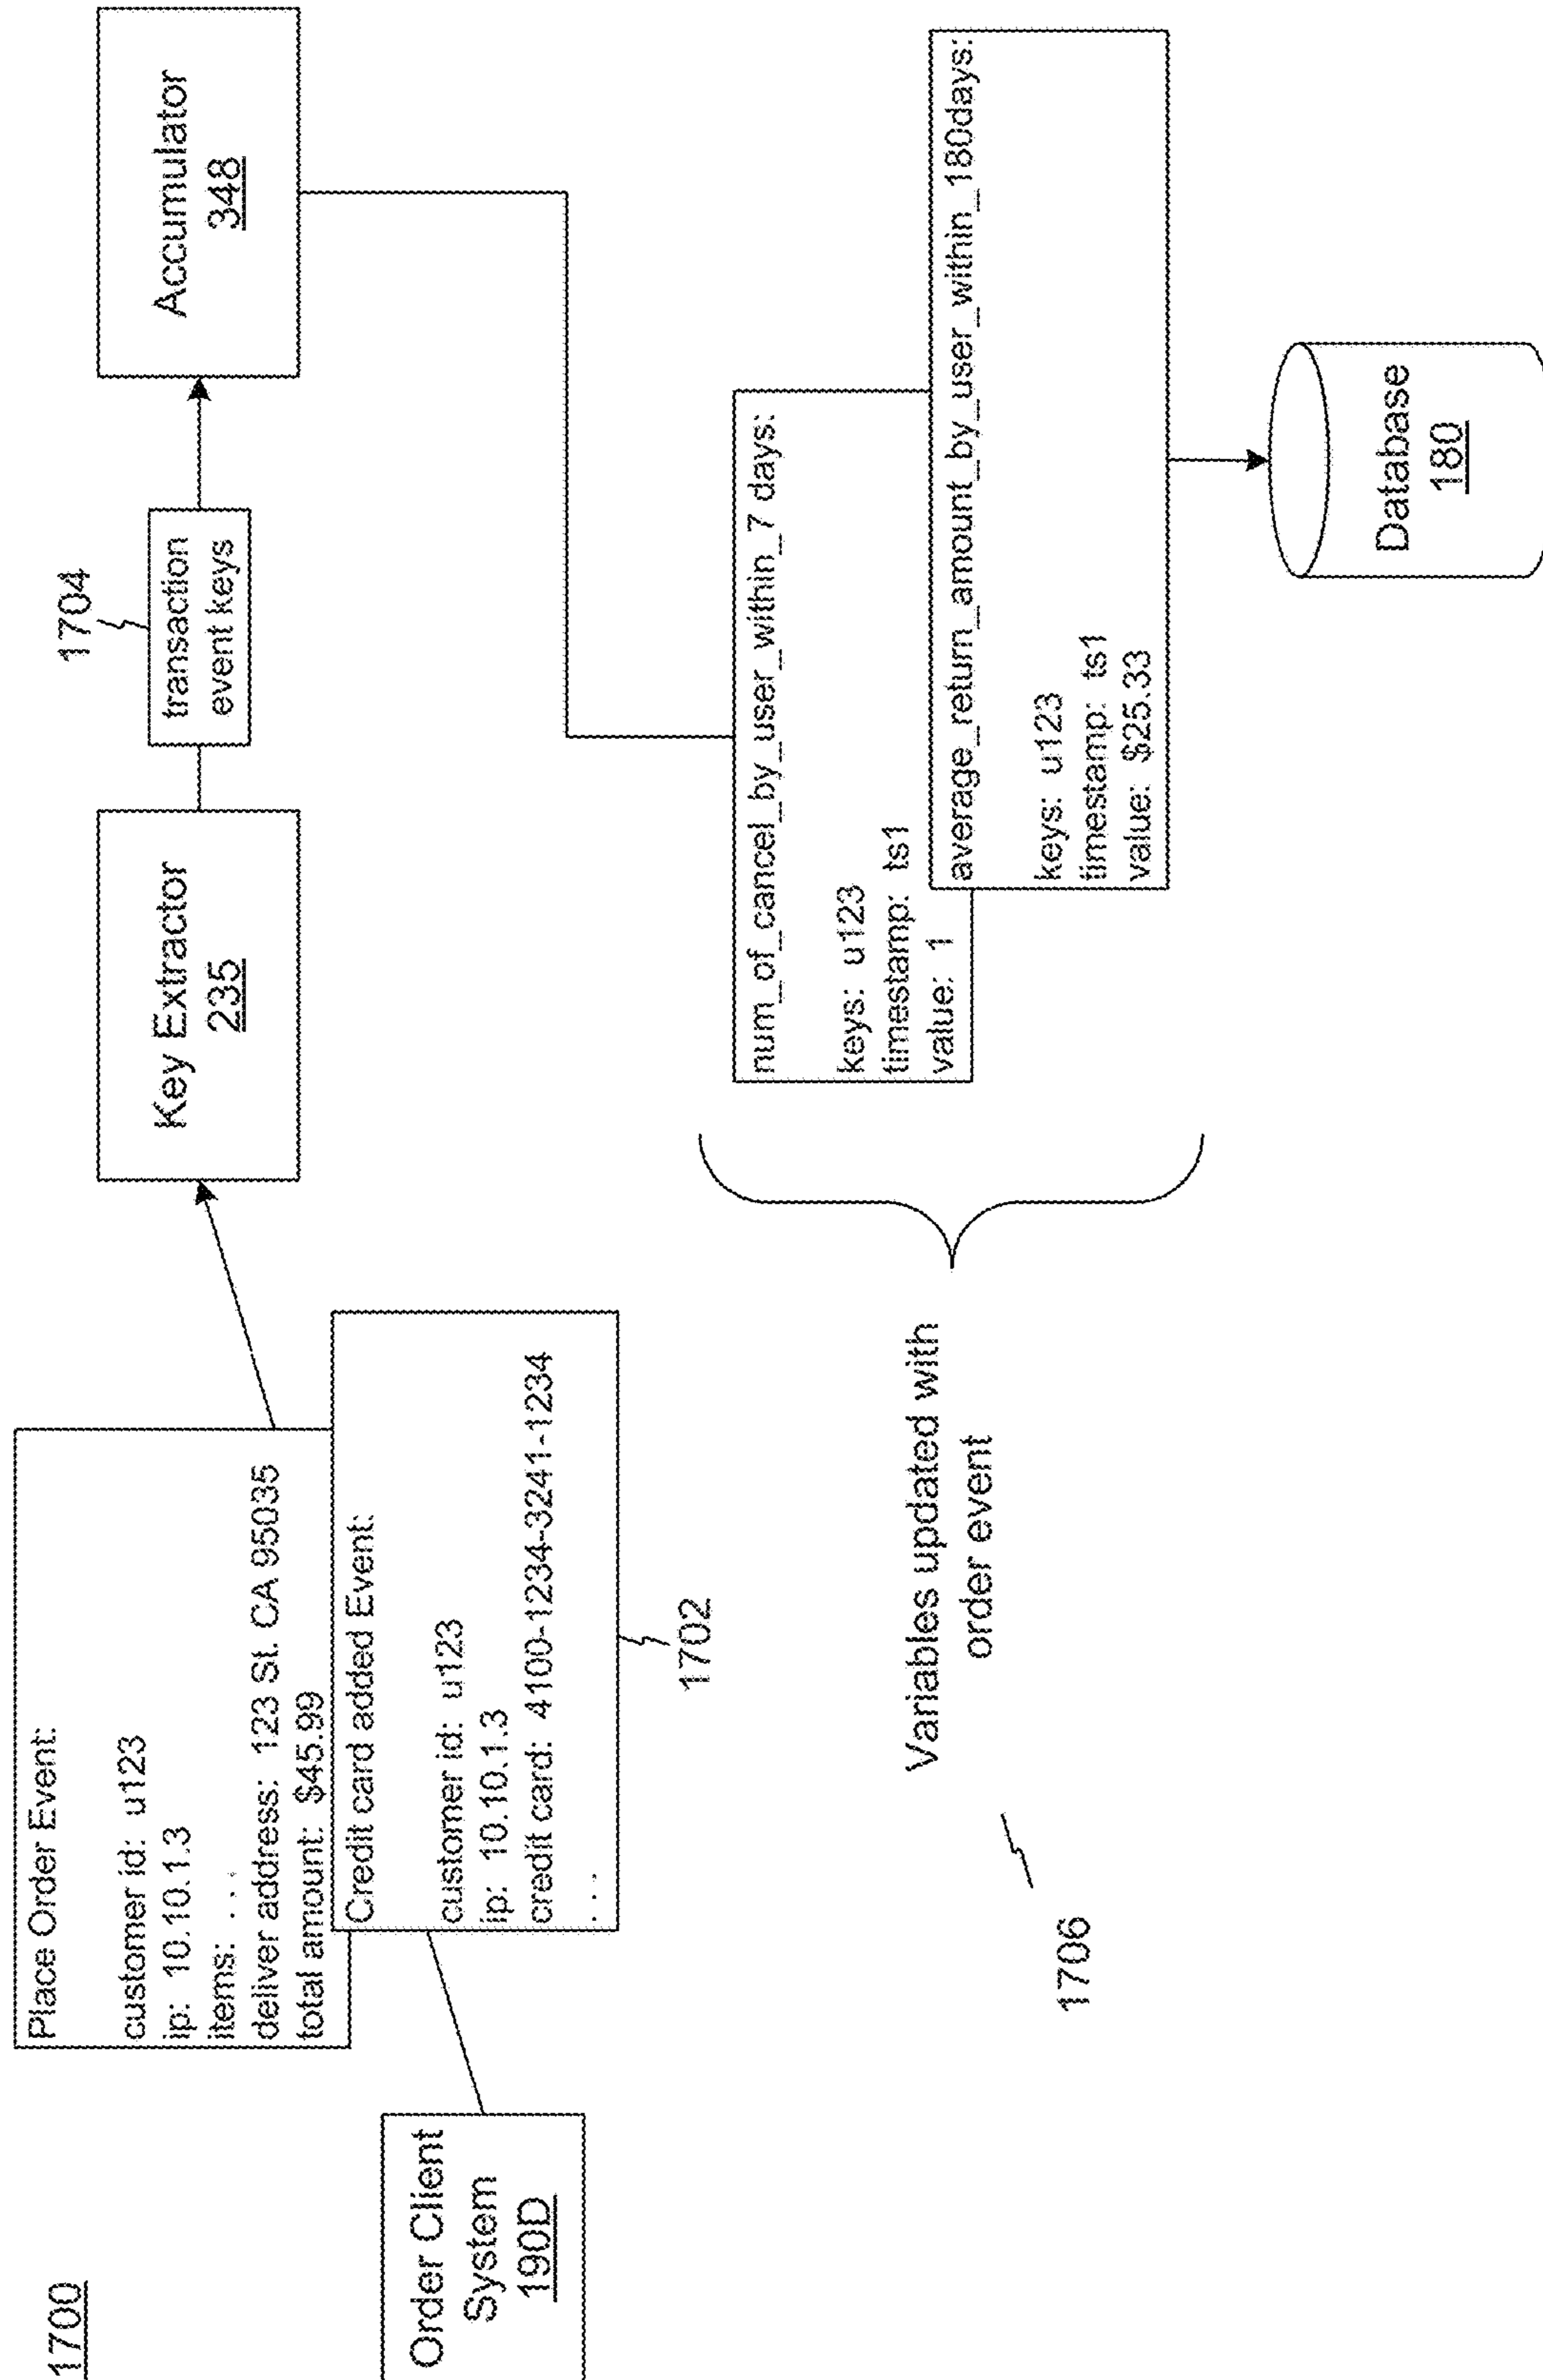 1700
Order Client
System
190D
Place Order Event:
customer id: u123
ip: 10.10.1.3
items: . . .
deliver address: 123 St. CA 95035
total amount: $45.99
Credit card added Event:
customer id: u123
ip: 10.10.1.3
credit card: 4100-1234-3241-1234
. . .
1702
Key Extractor
235
1704
transaction
event keys
Accumulator
348
Variables updated with
order event
1706
num_of_cancel_by_user_within_7 days:
keys: u123
timestamp: ts1
value: 1
average_return_amount_by_user_within_180days:
keys: u123
timestamp: ts1
value: $25.33
Database
180